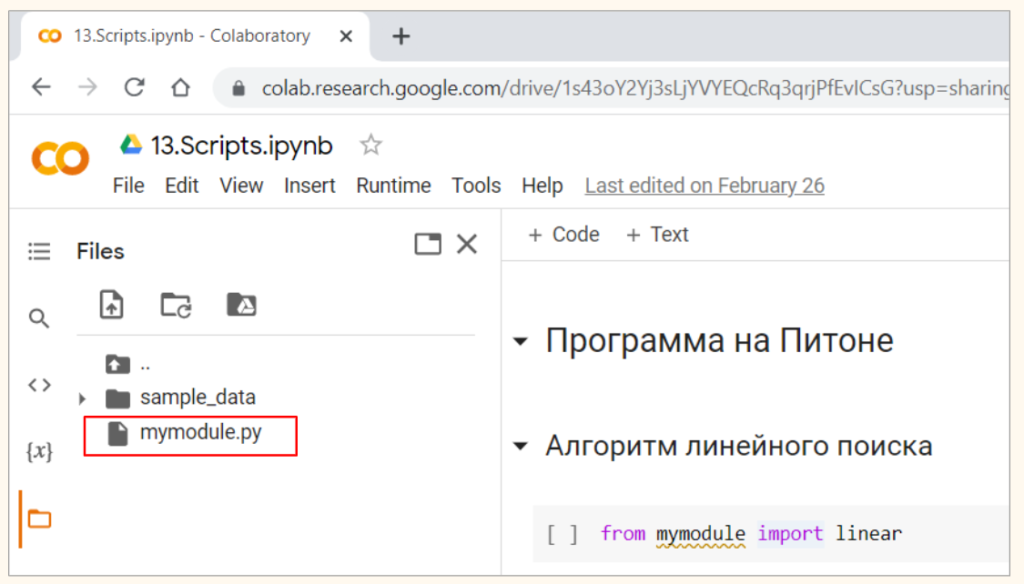 13.Scripts.ipynb - Colaboratory
colab.research.google.com/drive/1s43oY2Yj3sLjYVYEQcRq3qrjPfEvICsG?usp=sharing
13.Scripts.ipynb
File Edit View Insert Runtime Tools Help Last edited on February 26
Files
+ Code + Text
..
sample_data
mymodule.py
{x}
Программа на Питоне
Алгоритм линейного поиска
[ ] from mymodule import linear